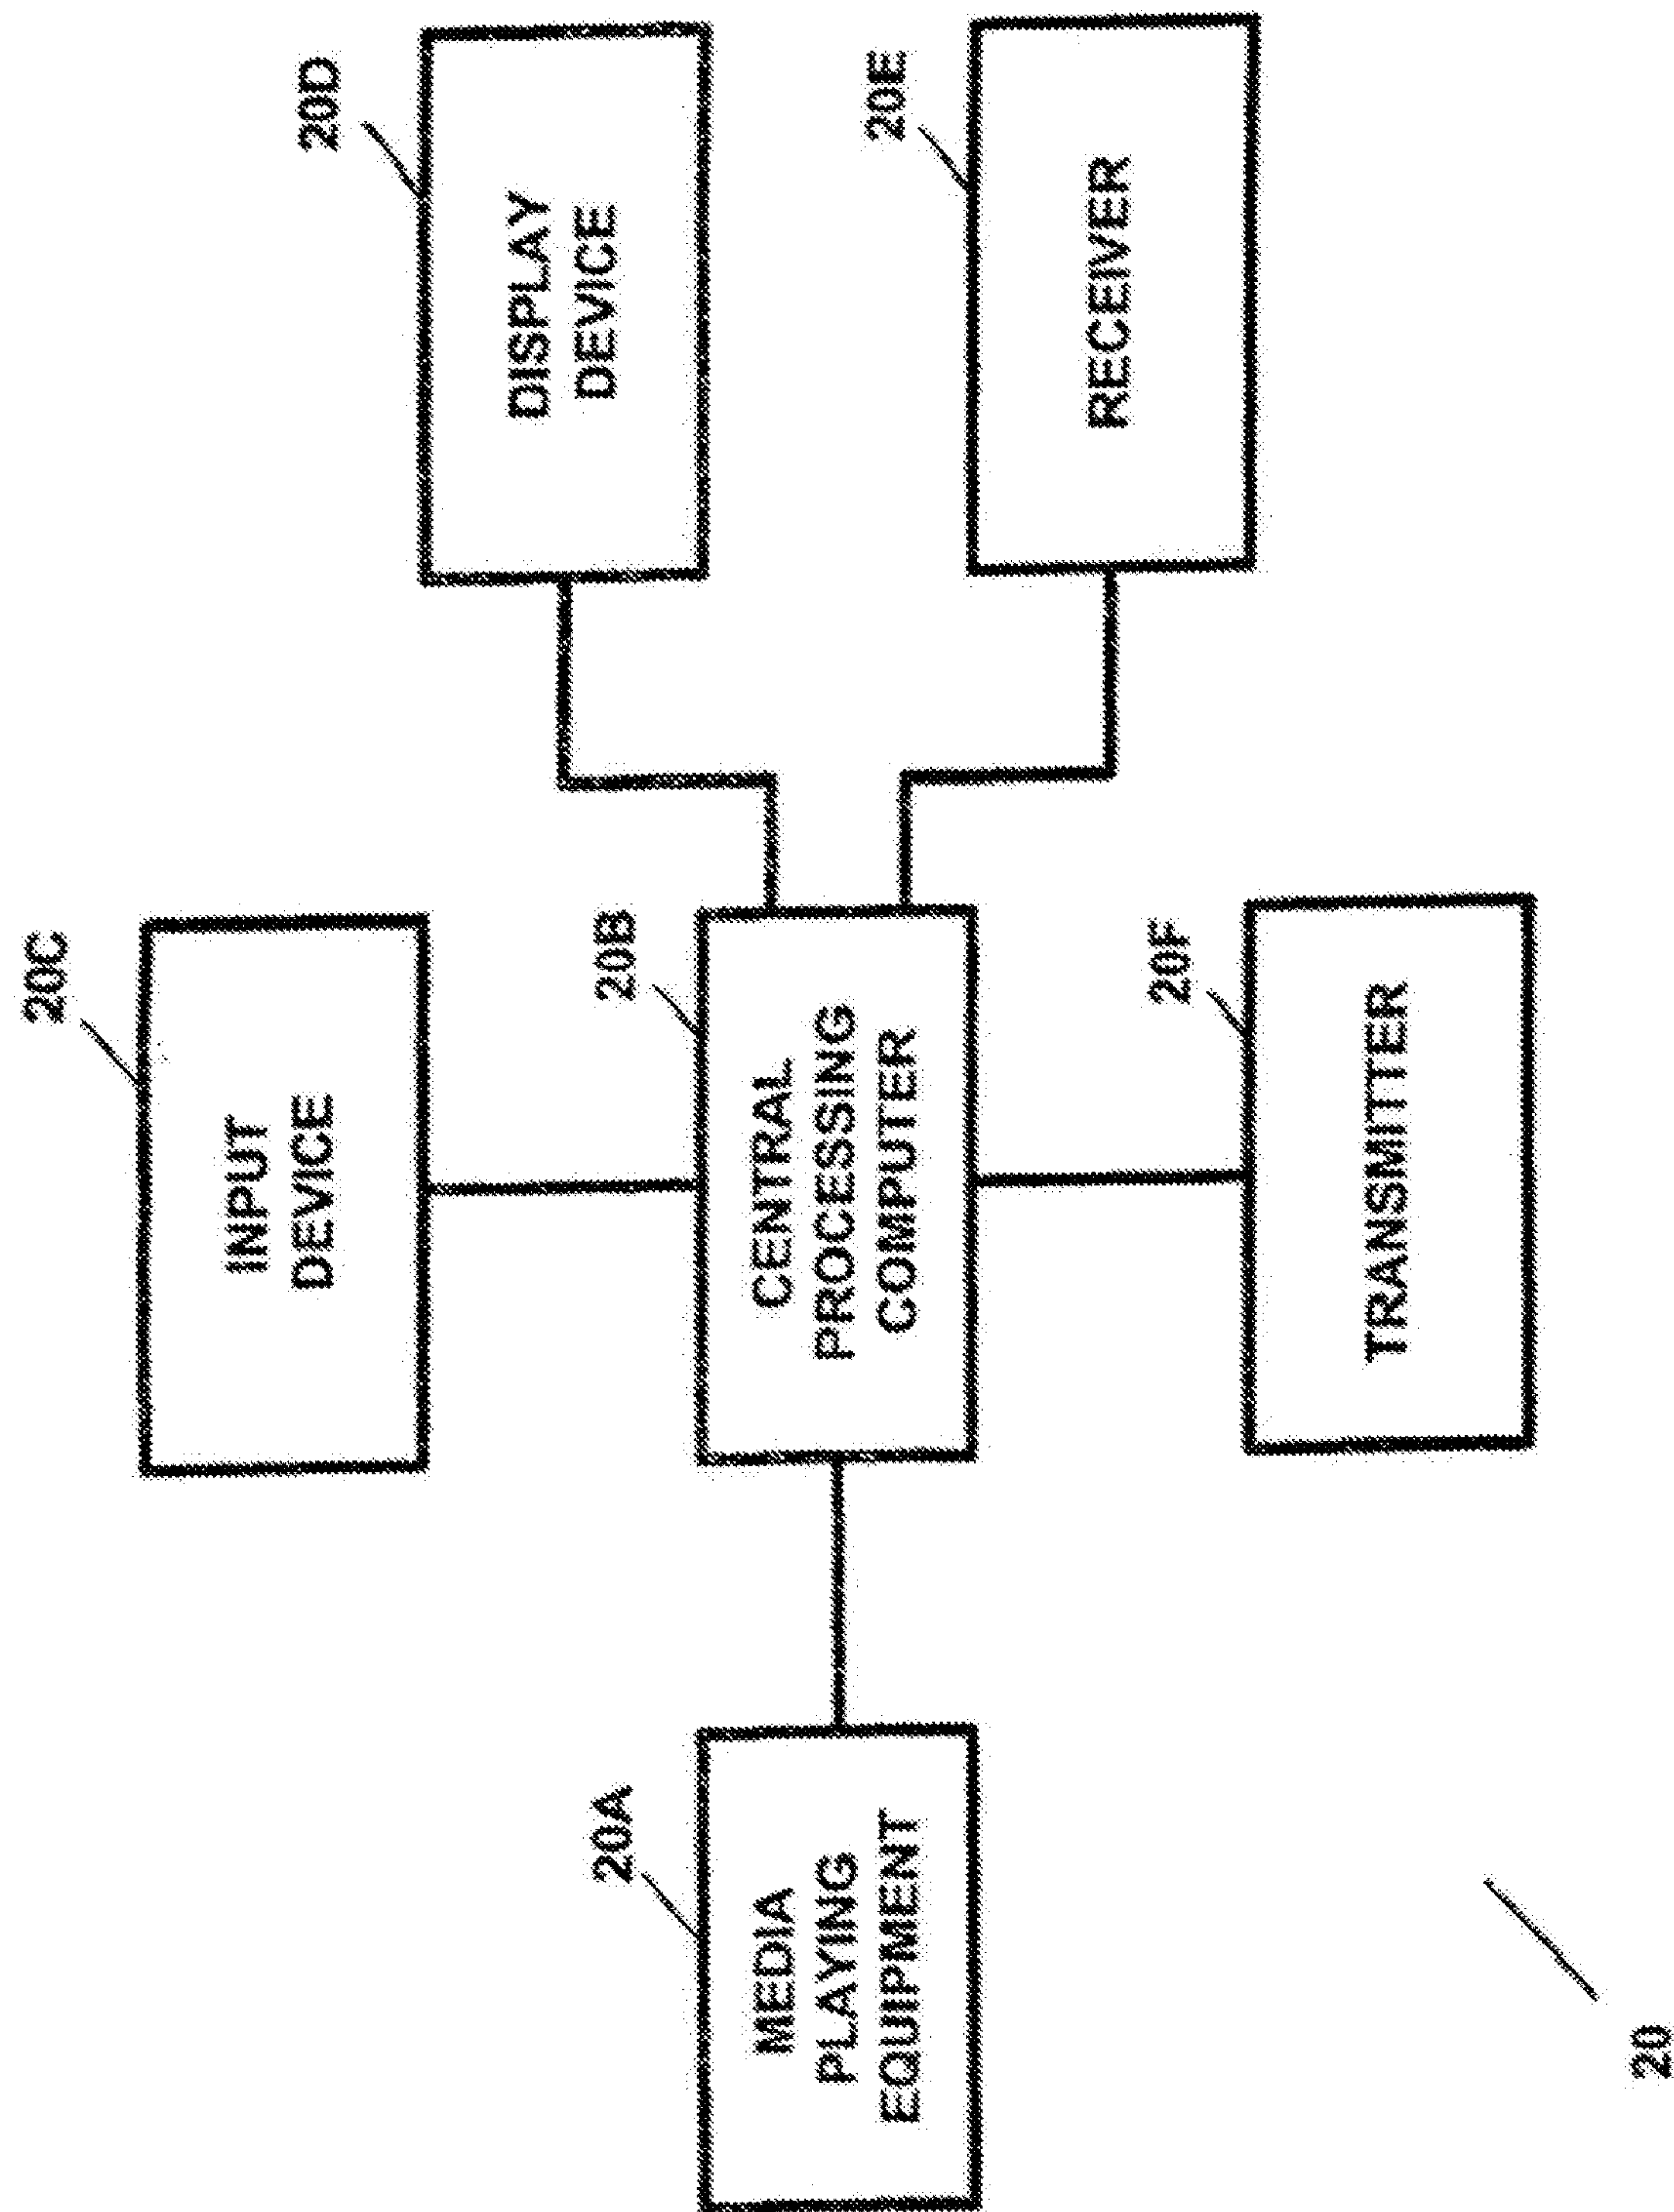 20C
INPUT
DEVICE
20D
DISPLAY
DEVICE
20A
MEDIA
PLAYING
EQUIPMENT
20B
CENTRAL
PROCESSING
COMPUTER
20E
RECEIVER
20F
TRANSMITTER
20